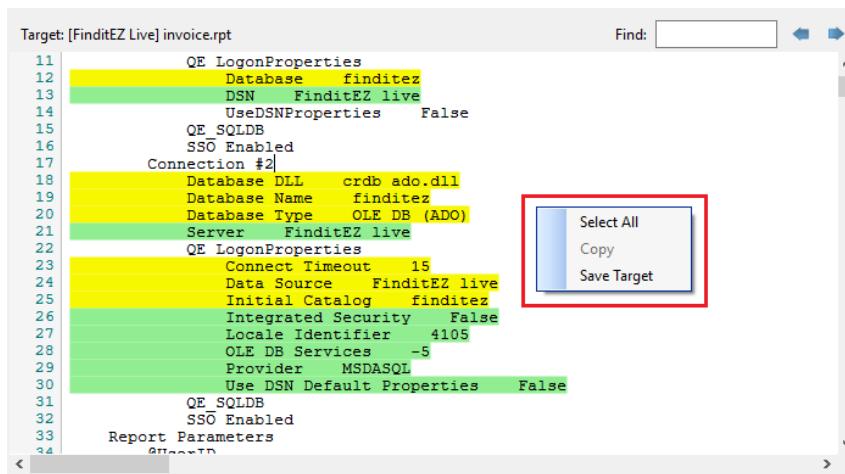 Target: [FinditEZ Live] invoice.rpt Find:
11 QE LogonProperties
12 Database finditez
13 DSN FinditEZ live
14 UseDSNProperties False
15 QE_SQLDB
16 SSO Enabled
17 Connection #2
18 Database DLL crdb ado.dll
19 Database Name finditez
20 Database Type OLE DB (ADO)
21 Server FinditEZ live
22 QE LogonProperties
23 Connect Timeout 15
24 Data Source FinditEZ live
25 Initial Catalog finditez
26 Integrated Security False
27 Locale Identifier 4105
28 OLE DB Services -5
29 Provider MSDASQL
30 Use DSN Default Properties False
31 QE_SQLDB
32 SSO Enabled
33 Report Parameters
34 @UserID
Select All
Copy
Save Target